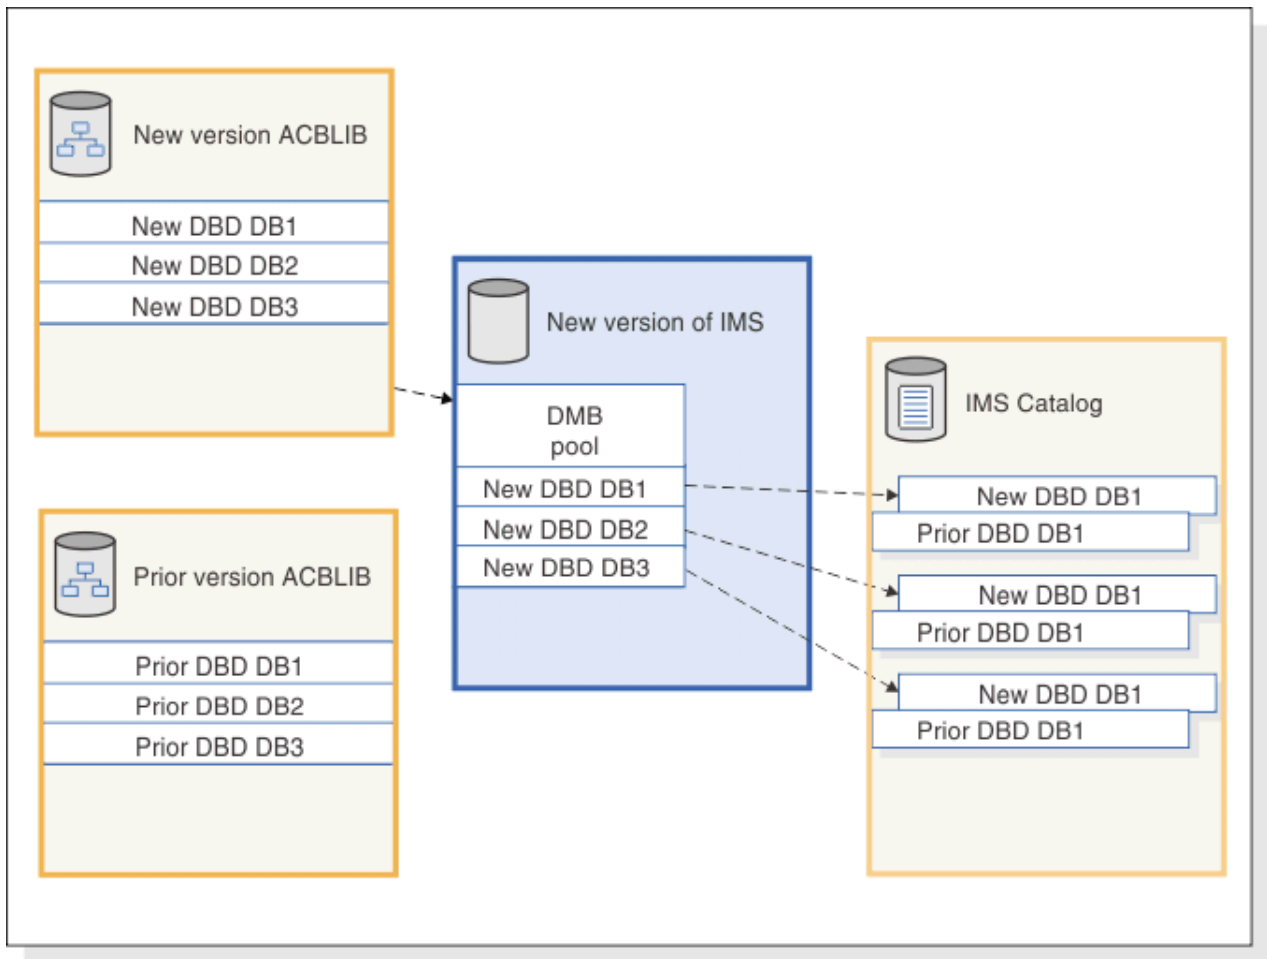 New version ACBLIB
New DBD DB1
New DBD DB2
New DBD DB3
Prior version ACBLIB
Prior DBD DB1
Prior DBD DB2
Prior DBD DB3
New version of IMS
DMB
pool
New DBD DB1
New DBD DB2
New DBD DB3
IMS Catalog
New DBD DB1
Prior DBD DB1
New DBD DB1
Prior DBD DB1
New DBD DB1
Prior DBD DB1